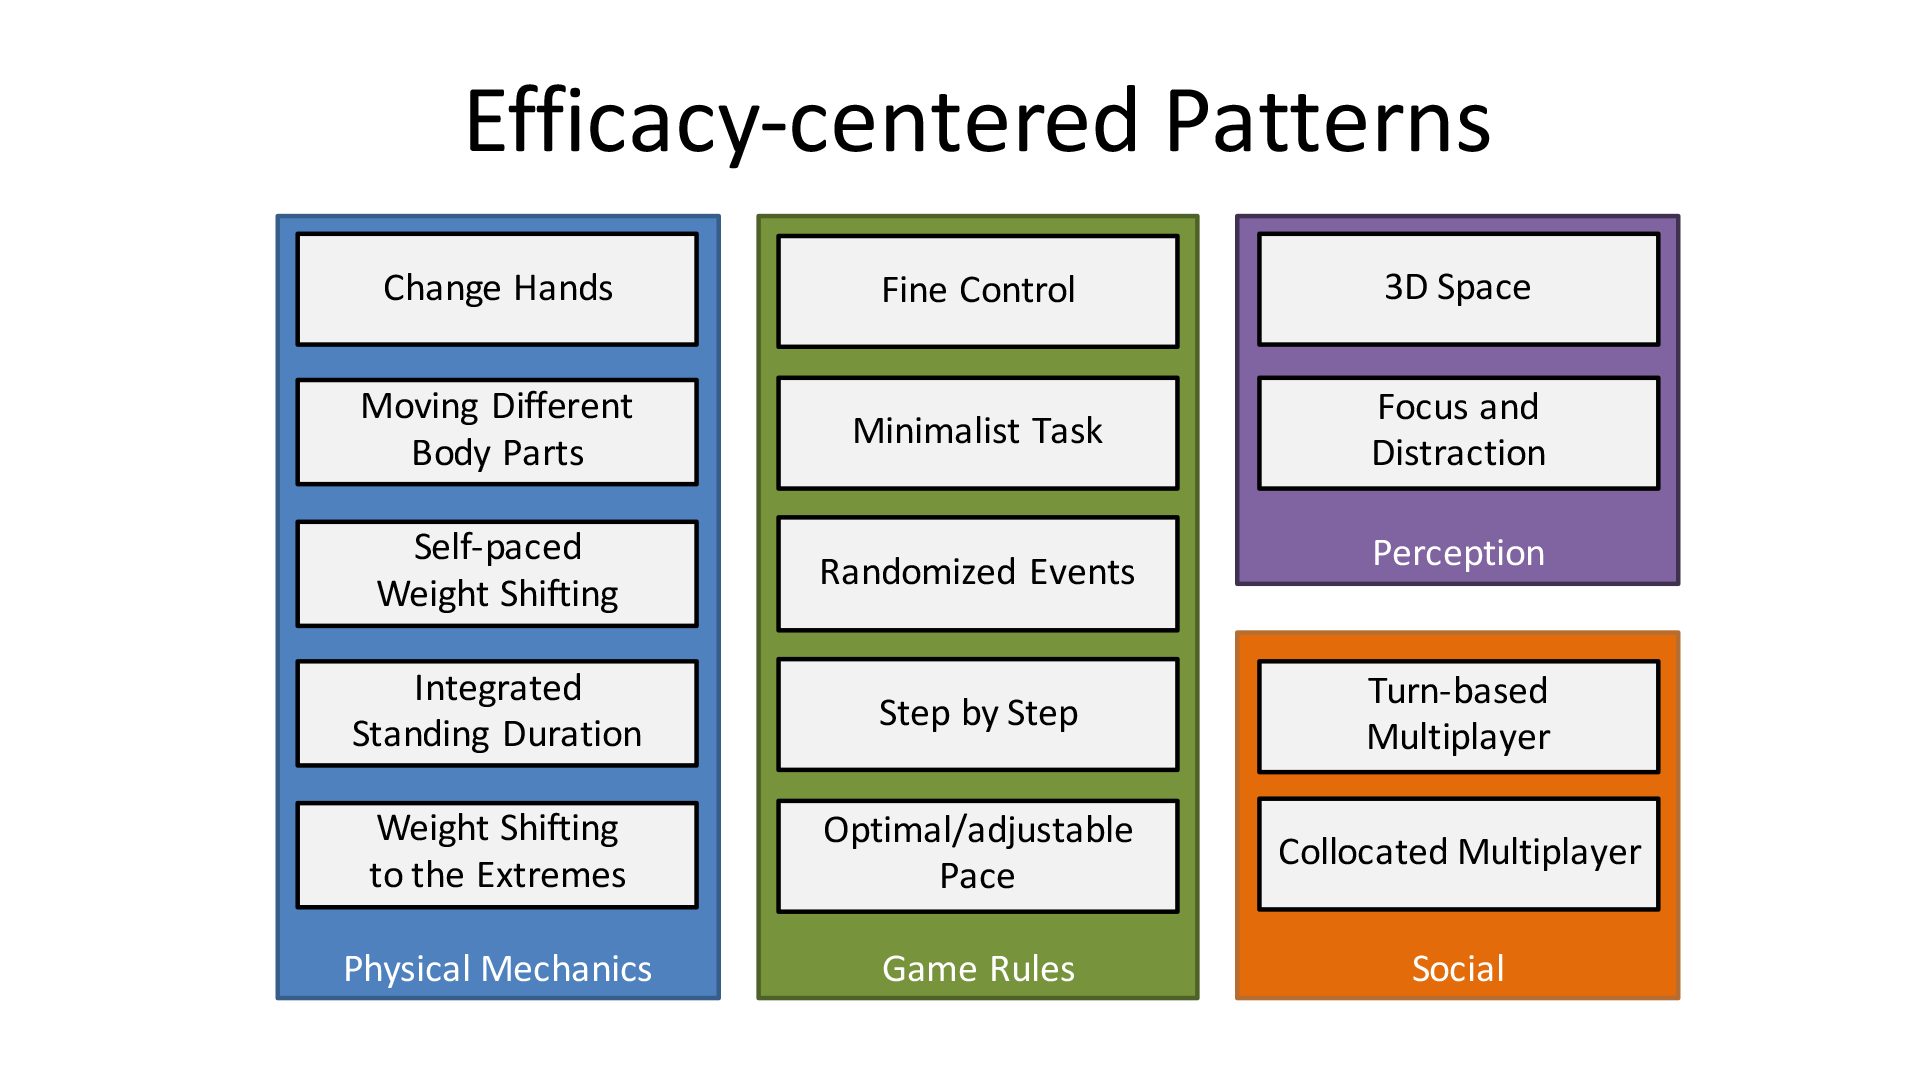 Efficacy-centered Patterns
Change Hands
Moving Different
Body Parts
Self-paced
Weight Shifting
Integrated
Standing Duration
Weight Shifting
to the Extremes
Physical Mechanics
Fine Control
Minimalist Task
Randomized Events
Step by Step
Optimal/adjustable
Pace
Game Rules
3D Space
Focus and
Distraction
Perception
Turn-based
Multiplayer
Collocated Multiplayer
Social